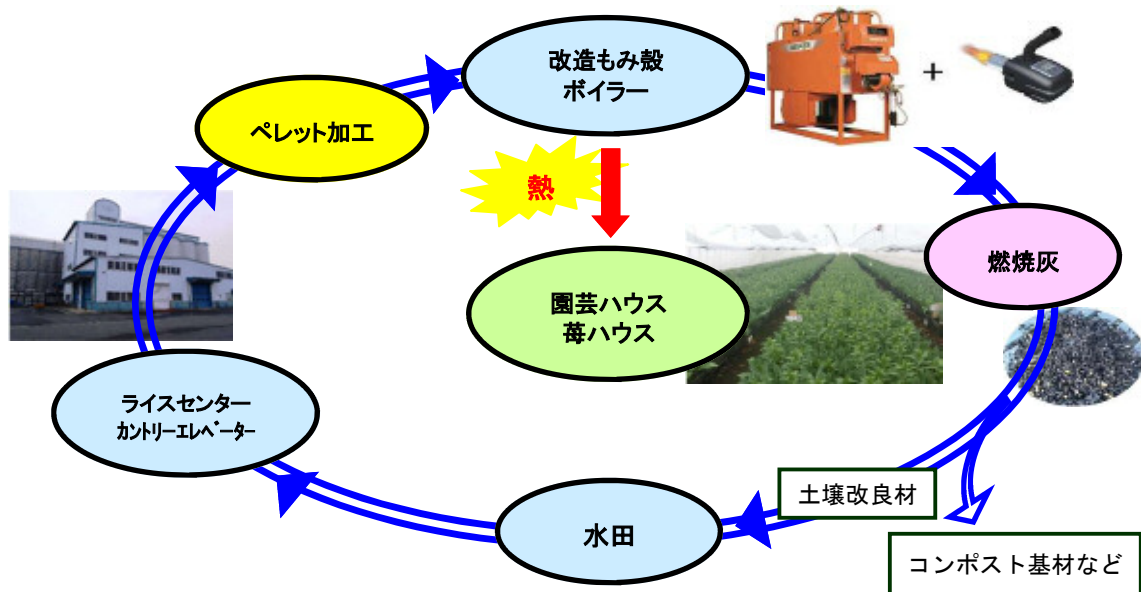 改造もみ殻
ボイラー
+
ペレット加工
熱
燃焼灰
園芸ハウス
苺ハウス
ライスセンター
カントリーエレベーター
土壌改良材
水田
コンポスト基材など